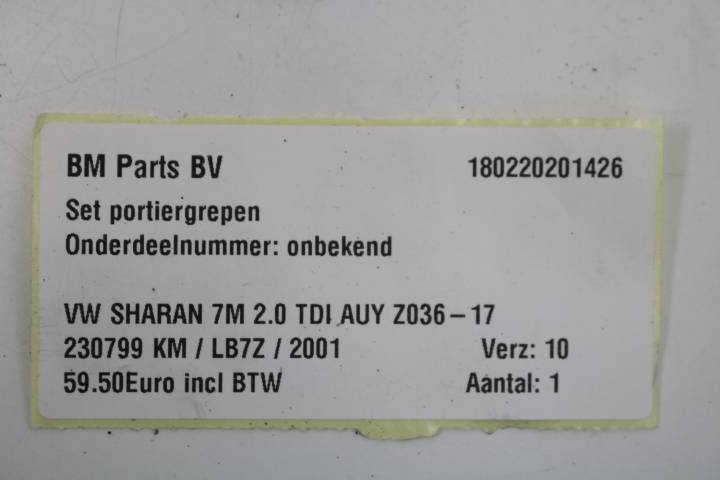 BM Parts BV 180220201426
Set portiergrepen
Onderdeelnummer: onbekend
VW SHARAN 7M 2.0 TDI AUY Z036-17
230799 KM / LB7Z / 2001 Verz: 10
59.50Euro incl BTW Aantal: 1